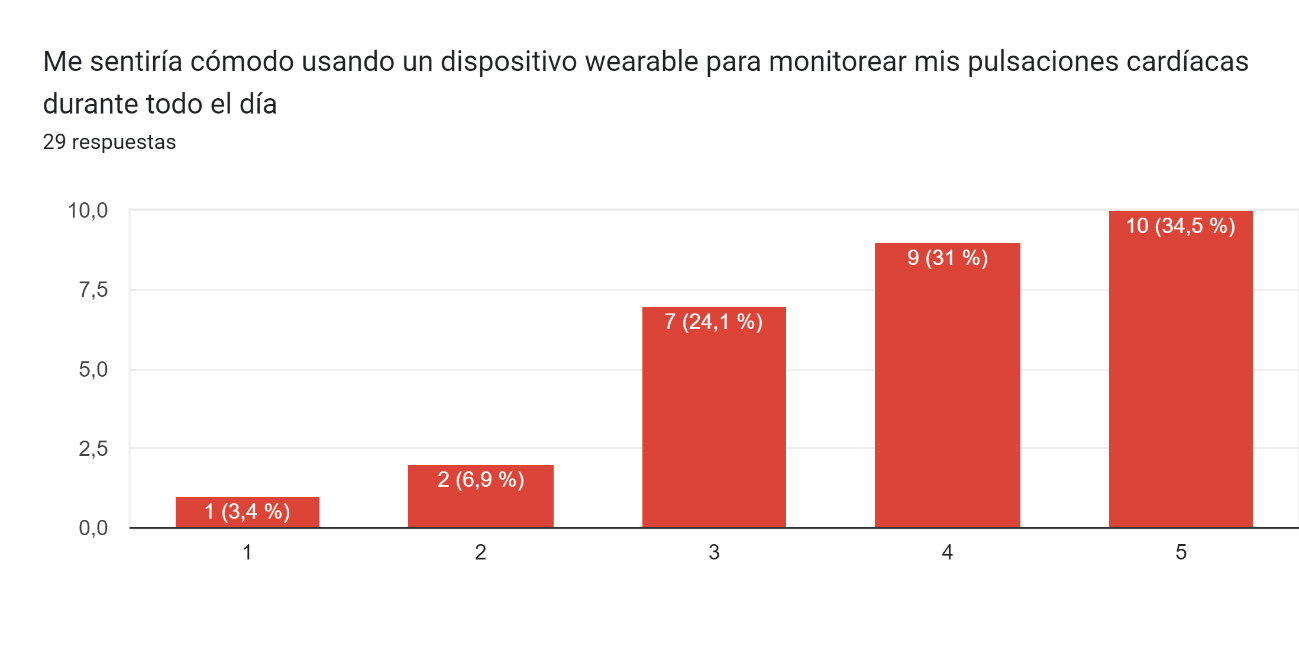 Me sentiría cómodo usando un dispositivo wearable para monitorear mis pulsaciones cardíacas
durante todo el día
29 respuestas
10,0
7,5
5,0
2,5
0,0
1 (3,4 %)
2 (6,9 %)
7 (24,1 %)
9 (31 %)
10 (34,5 %)
1
2
3
4
5